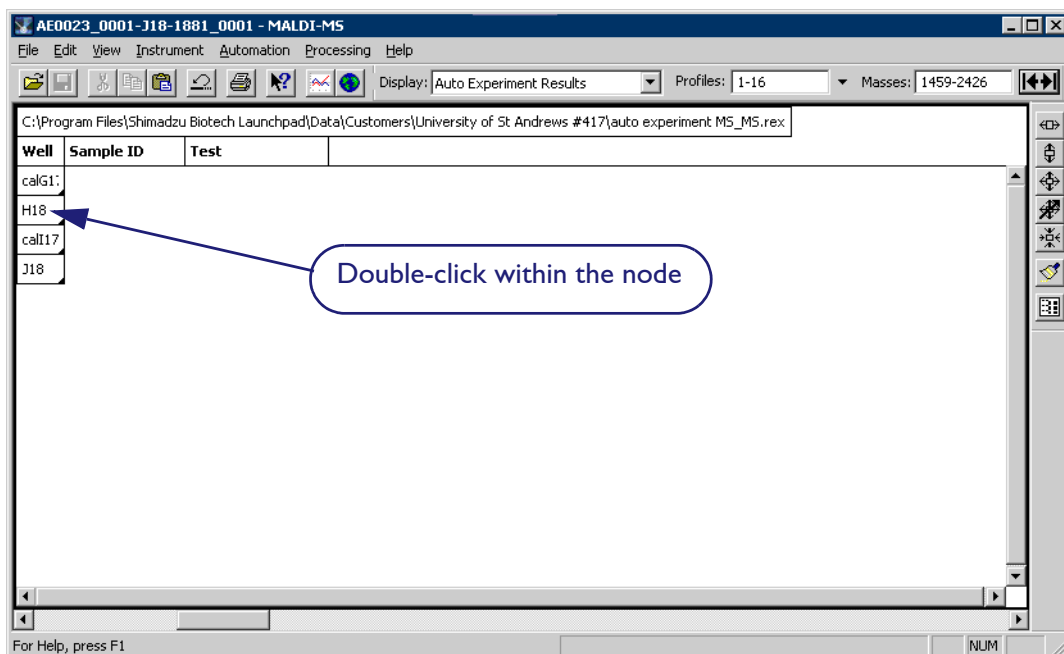 AE0023_0001-J18-1881_0001 - MALDI-MS
File Edit View Instrument Automation Processing Help
Display: Auto Experiment Results Profiles: 1-16 Masses: 1459-2426
C:\Program Files\Shimadzu Biotech Launchpad\Data\Customers\University of St Andrews #417\auto experiment MS_MS.rex
Well Sample ID Test
calG17
H18
calI17
J18
Double-click within the node
For Help, press F1 NUM